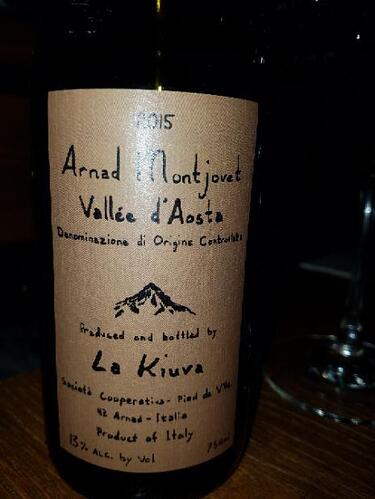 2015
Arnad Montjovet
Vallée d'Aosta
Denominazione di Origine Controllata
Produced and bottled by
La Kiuva
Società Cooperativa - Pied de Ville
42 Arnad - Italia
Product of Italy
13% ALC. by Vol 750ml